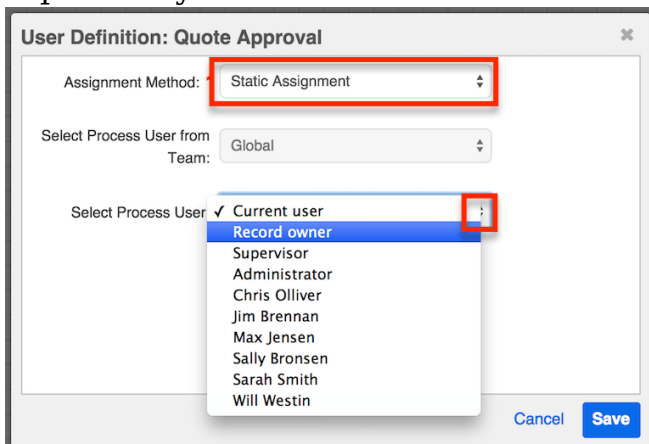 User Definition: Quote Approval
Assignment Method: * Static Assignment
Select Process User from
Team:
Global
Select Process User
✓ Current user
Record owner
Supervisor
Administrator
Chris Olliver
Jim Brennan
Max Jensen
Sally Bronsen
Sarah Smith
Will Westin
Cancel Save